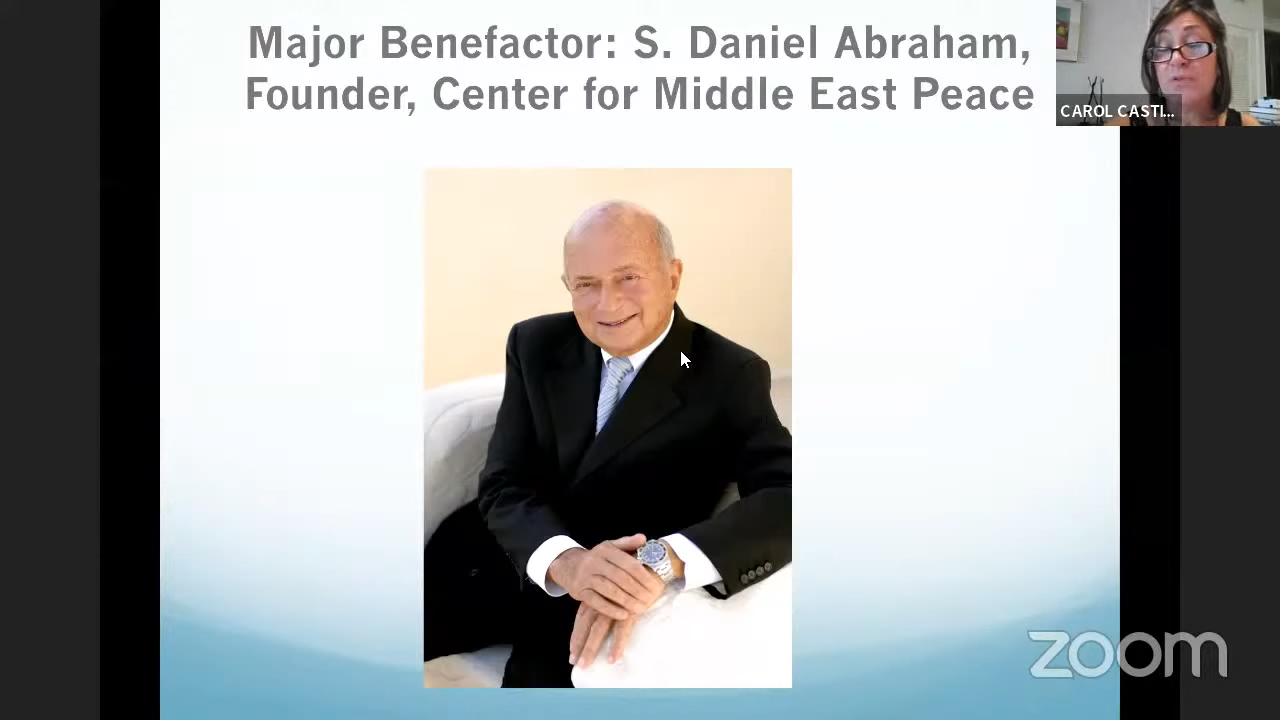 Major Benefactor: S. Daniel Abraham,
Founder, Center for Middle East Peace
CAROL CASTI...
zoom